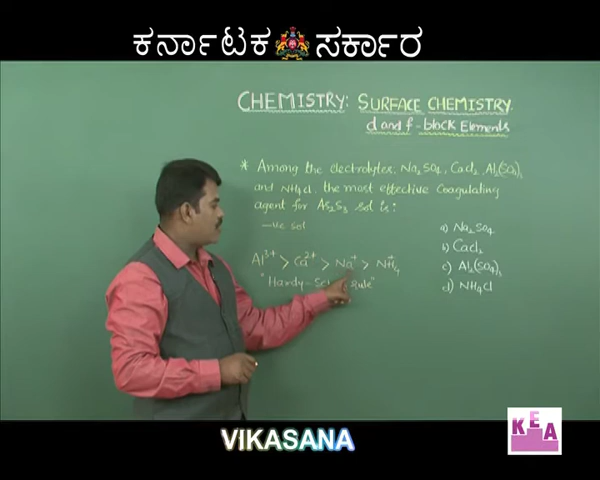 ಕರ್ನಾಟಕ ಸರ್ಕಾರ
CHEMISTRY: SURFACE CHEMISTRY
d and f-block Elements
* Among the electrolytes, Na₂SO₄, CaCl₂, Al₂(SO₄)₃
and NH₄Cl, the most effective Coagulating
agent for As₂S₃ sol is:
-ve sol
a) Na₂SO₄
b) CaCl₂
Al³⁺ > Ca²⁺ > Na⁺ > NH₄⁺
c) Al₂(SO₄)₃
"Hardy- Rule"
d) NH₄Cl
KEA
VIKASANA